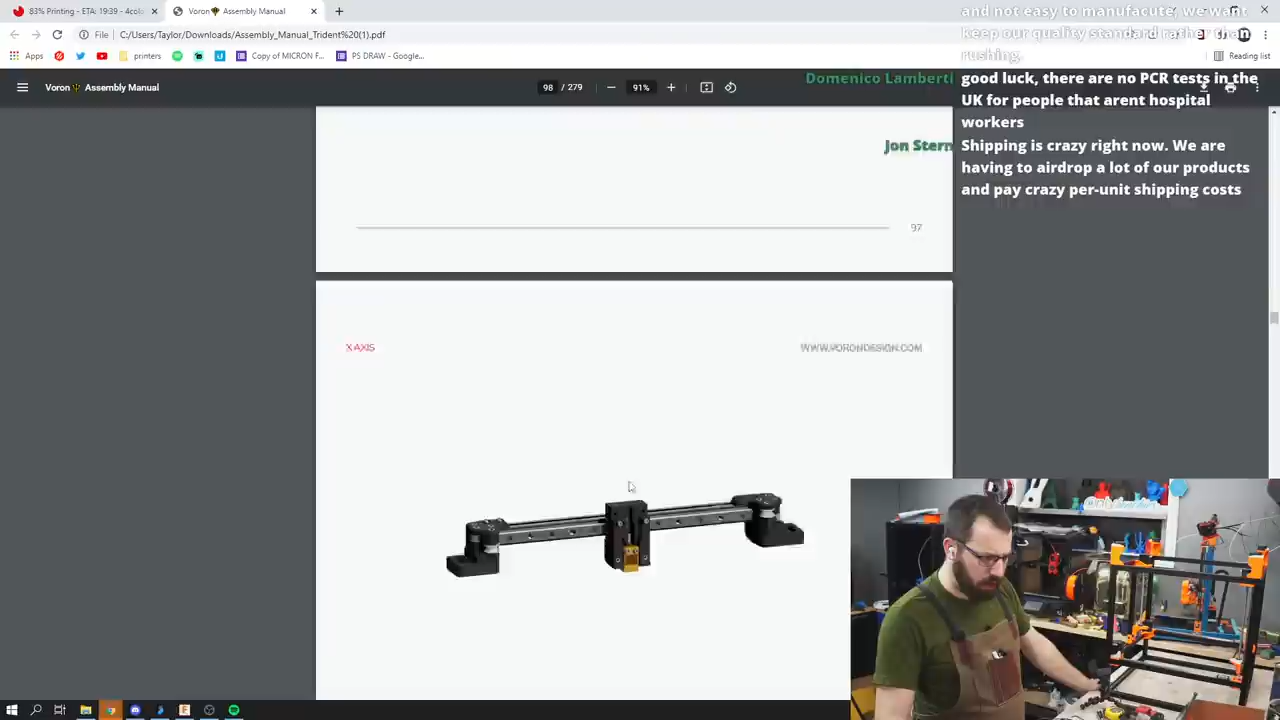 83% Printing - ETA: 19:39 - 4colo
Voron Assembly Manual
File
C:/Users/Taylor/Downloads/Assembly_Manual_Trident%20(1).pdf
Apps
printers
Copy of MICRON F...
PS DRAW - Google...
Reading list
Voron Assembly Manual
98 / 279
91%
Domenico Lamberti
Jon Stern
and not easy to manufacute, we want
keep our quality standard rather than
rushing.
good luck, there are no PCR tests in the
UK for people that arent hospital
workers
Shipping is crazy right now. We are
having to airdrop a lot of our products
and pay crazy per-unit shipping costs
97
X AXIS
WWW.VORONDESIGN.COM